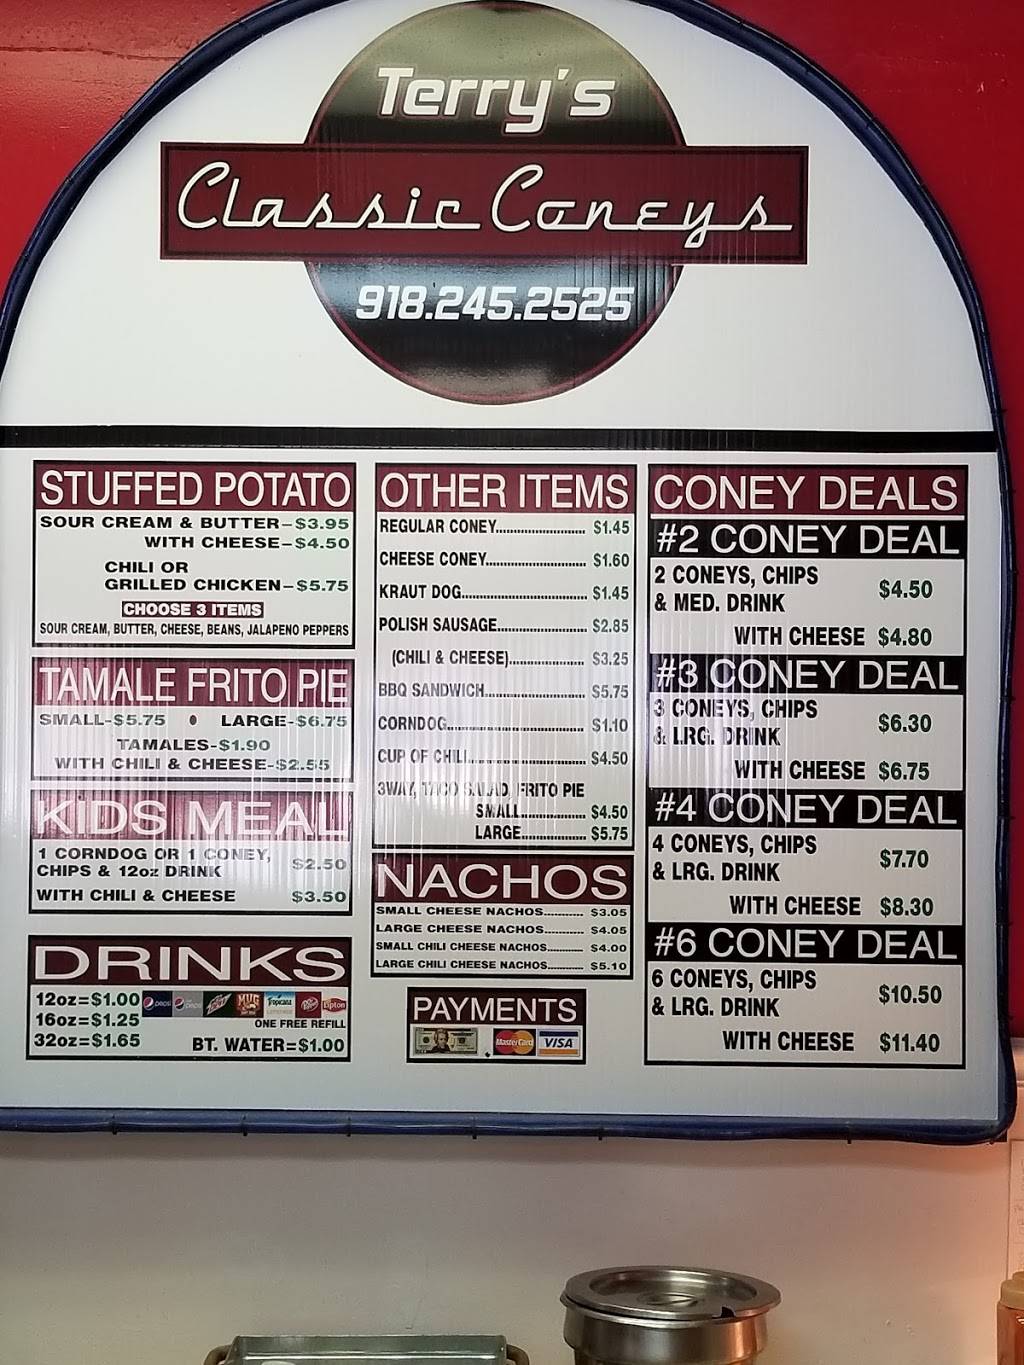 Terry's
Classic Coneys
918.245.2525
STUFFED POTATO
SOUR CREAM & BUTTER-$3.95
WITH CHEESE-$4.50
CHILI OR
GRILLED CHICKEN-$5.75
CHOOSE 3 ITEMS
SOUR CREAM, BUTTER, CHEESE, BEANS, JALAPENO PEPPERS
TAMALE FRITO PIE
SMALL-$5.75 • LARGE-$6.75
TAMALES-$1.90
WITH CHILI & CHEESE-$2.55
KIDS MEAL
1 CORNDOG OR 1 CONEY,
CHIPS & 12oz DRINK $2.50
WITH CHILI & CHEESE $3.50
DRINKS
12oz=$1.00 pepsi pepsi MUG Tropicana Lipton
16oz=$1.25 ONE FREE REFILL
32oz=$1.65 BT. WATER=$1.00
OTHER ITEMS
REGULAR CONEY........ $1.45
CHEESE CONEY........ $1.60
KRAUT DOG........ $1.45
POLISH SAUSAGE........ $2.85
(CHILI & CHEESE)........ $3.25
BBQ SANDWICH........ $5.75
CORNDOG........ $1.10
CUP OF CHILI........ $4.50
3WAY, TACO SALAD, FRITO PIE
SMALL........ $4.50
LARGE........ $5.75
NACHOS
SMALL CHEESE NACHOS........ $3.05
LARGE CHEESE NACHOS........ $4.05
SMALL CHILI CHEESE NACHOS........ $4.00
LARGE CHILI CHEESE NACHOS........ $5.10
PAYMENTS
MasterCard VISA
CONEY DEALS
#2 CONEY DEAL
2 CONEYS, CHIPS
& MED. DRINK $4.50
WITH CHEESE $4.80
#3 CONEY DEAL
3 CONEYS, CHIPS
& LRG. DRINK $6.30
WITH CHEESE $6.75
#4 CONEY DEAL
4 CONEYS, CHIPS
& LRG. DRINK $7.70
WITH CHEESE $8.30
#6 CONEY DEAL
6 CONEYS, CHIPS
& LRG. DRINK $10.50
WITH CHEESE $11.40